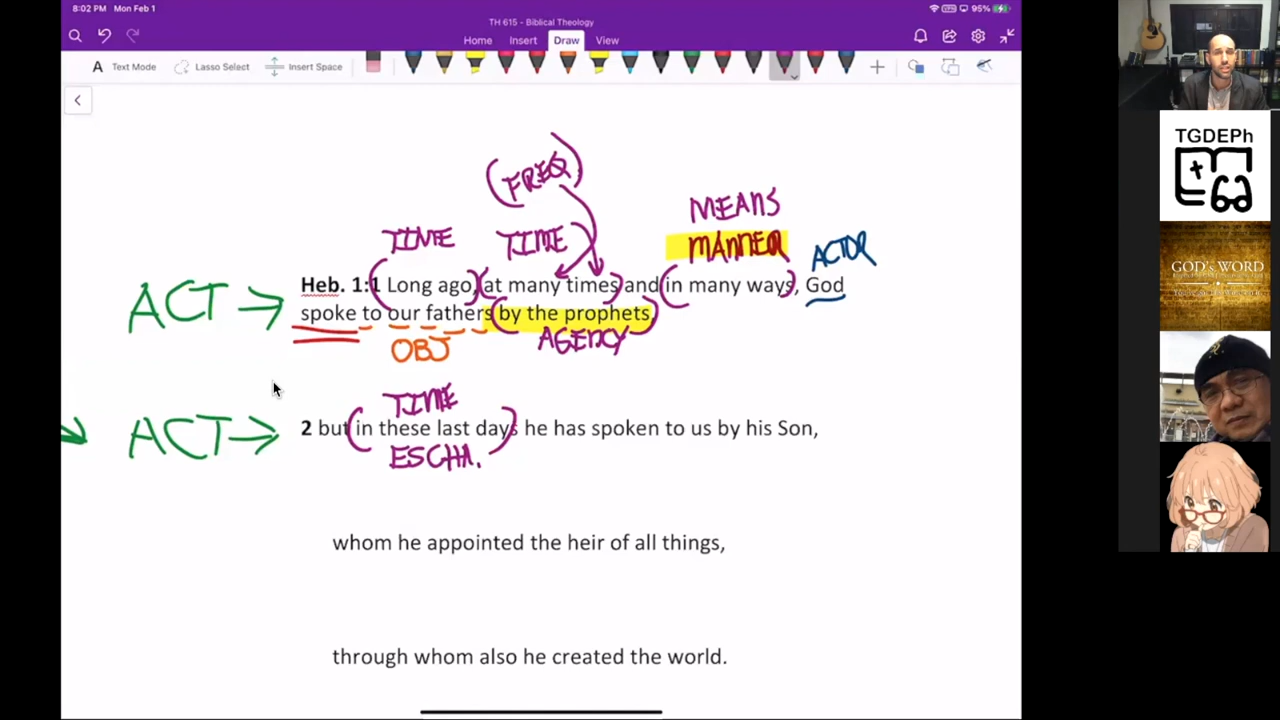 8:02 PM Mon Feb 1
95%
TH 615 - Biblical Theology
Home Insert Draw View
Text Mode Lasso Select Insert Space
(FREQ)
MEANS
TIME TIME MANNER ACTOR
ACT → Heb. 1:1 (Long ago,) (at many times) and (in many ways), God
spoke to our fathers (by the prophets,)
OBJ AGENCY
TIME
ACT → 2 but (in these last days) he has spoken to us by his Son,
ESCHA.
whom he appointed the heir of all things,
through whom also he created the world.
TGDEPh
GOD'S WORD